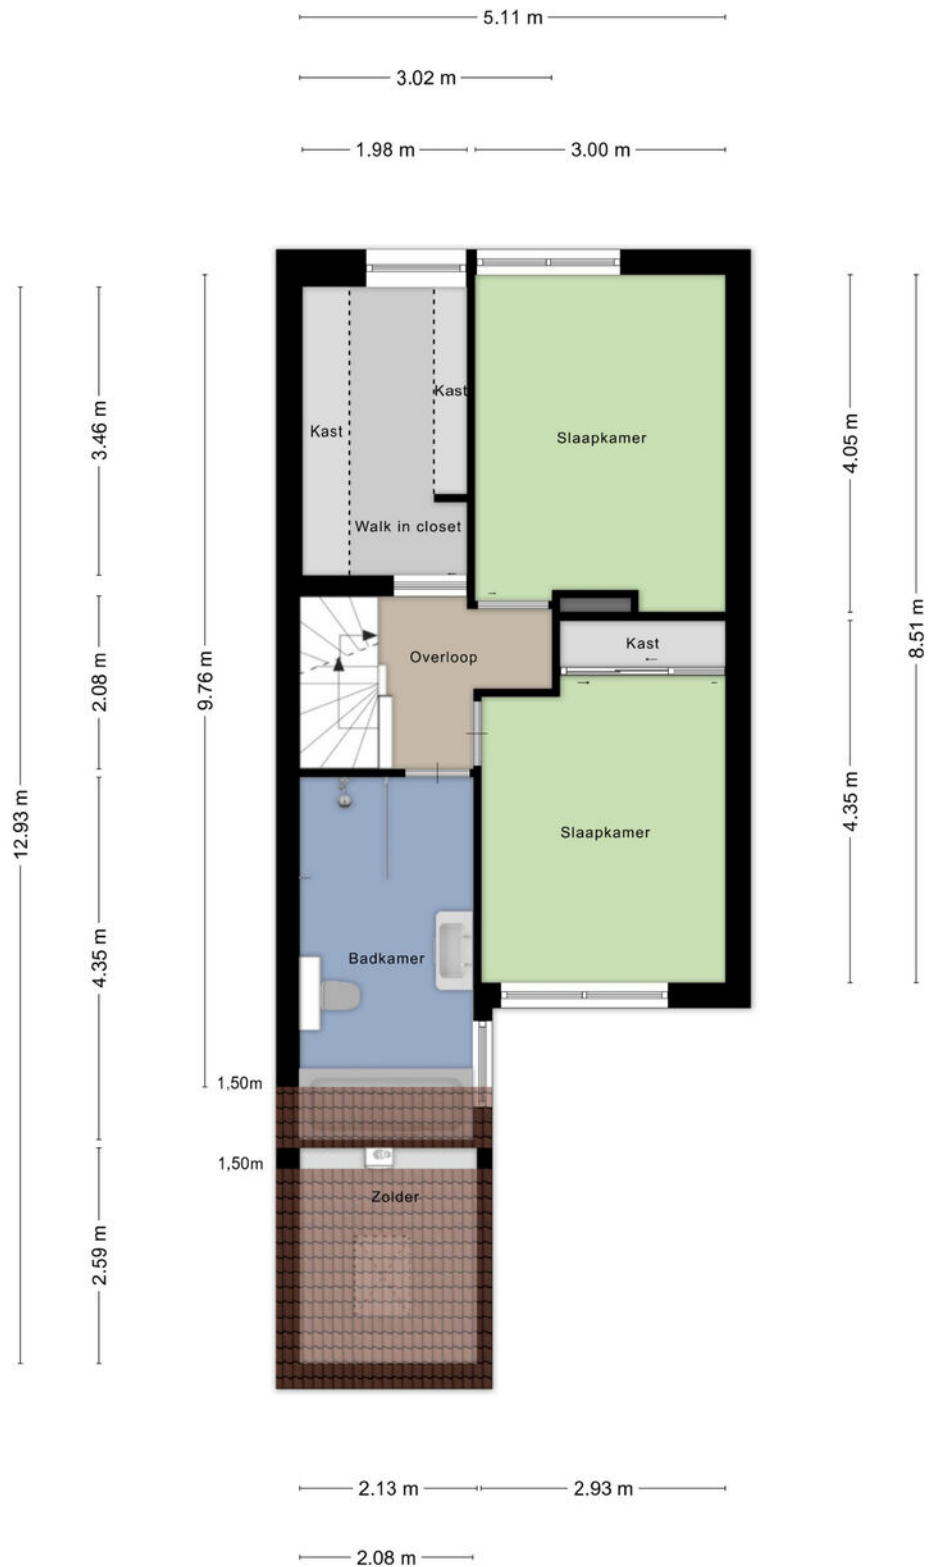 5.11 m
3.02 m
1.98 m
3.00 m
3.46 m
2.08 m
4.35 m
2.59 m
12.93 m
9.76 m
4.05 m
4.35 m
8.51 m
Kast
Kast
Walk in closet
Slaapkamer
Overloop
Kast
Slaapkamer
Badkamer
1,50m
1,50m
Zolder
2.13 m
2.93 m
2.08 m